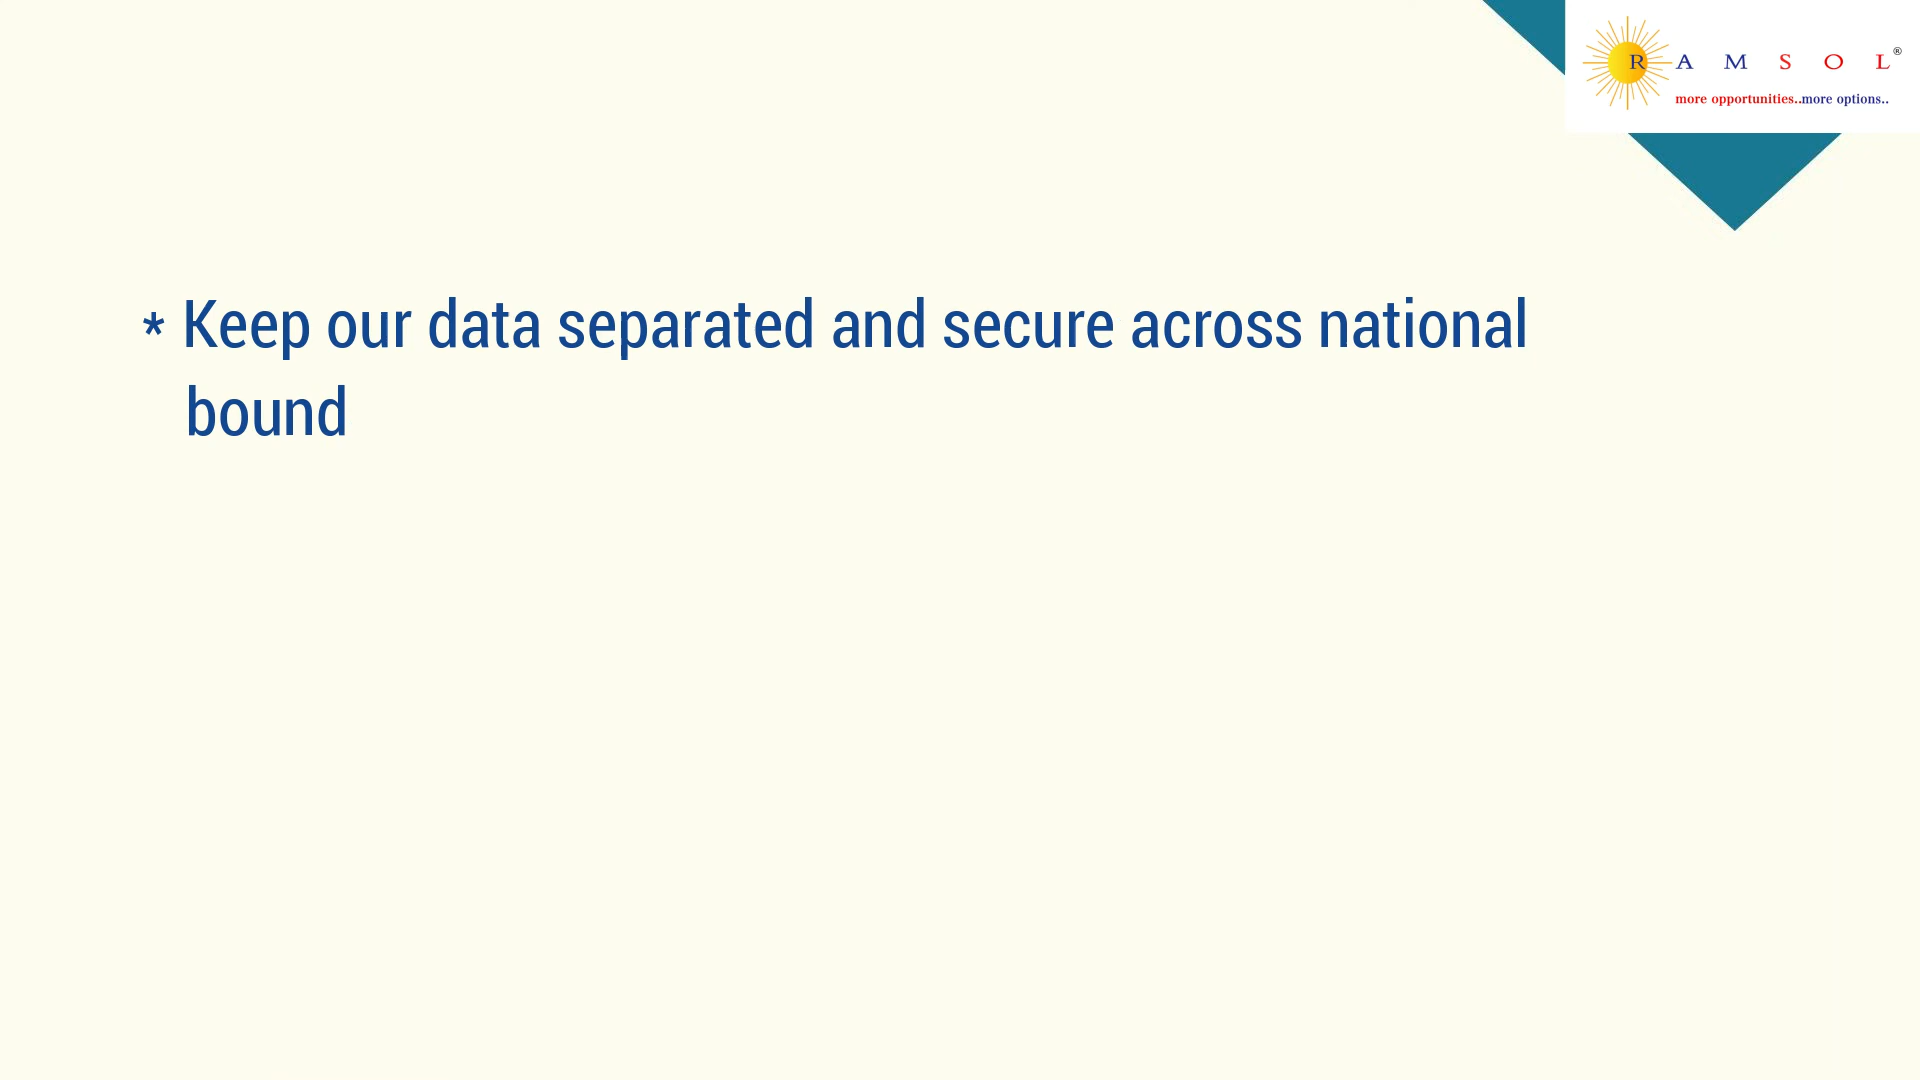 R A M S O L®
more opportunities..more options..
* Keep our data separated and secure across national
bound